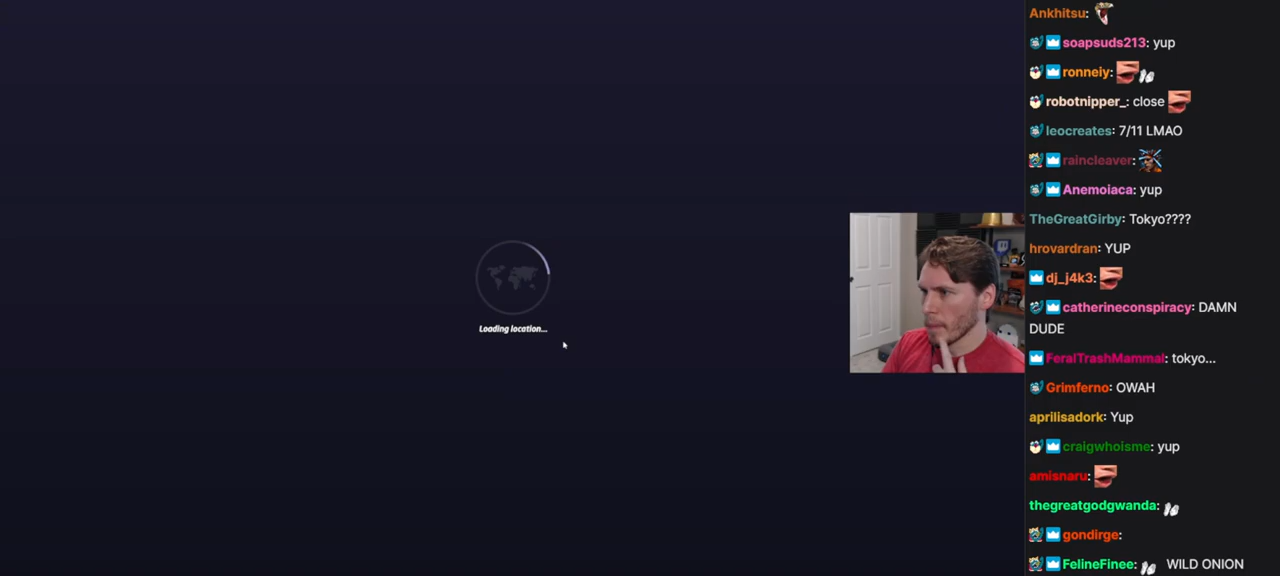 Loading location...
Ankhitsu:
soapsuds213: yup
ronneiy:
robotnipper_: close
leocreates: 7/11 LMAO
raincleaver:
Anemoiaca: yup
TheGreatGirby: Tokyo????
hrovardran: YUP
dj_j4k3:
catherineconspiracy: DAMN
DUDE
FeralTrashMammal: tokyo...
Grimferno: OWAH
aprilisadork: Yup
craigwhoisme: yup
amisnaru:
thegreatgodgwanda:
gondirge:
FelineFinee: WILD ONION